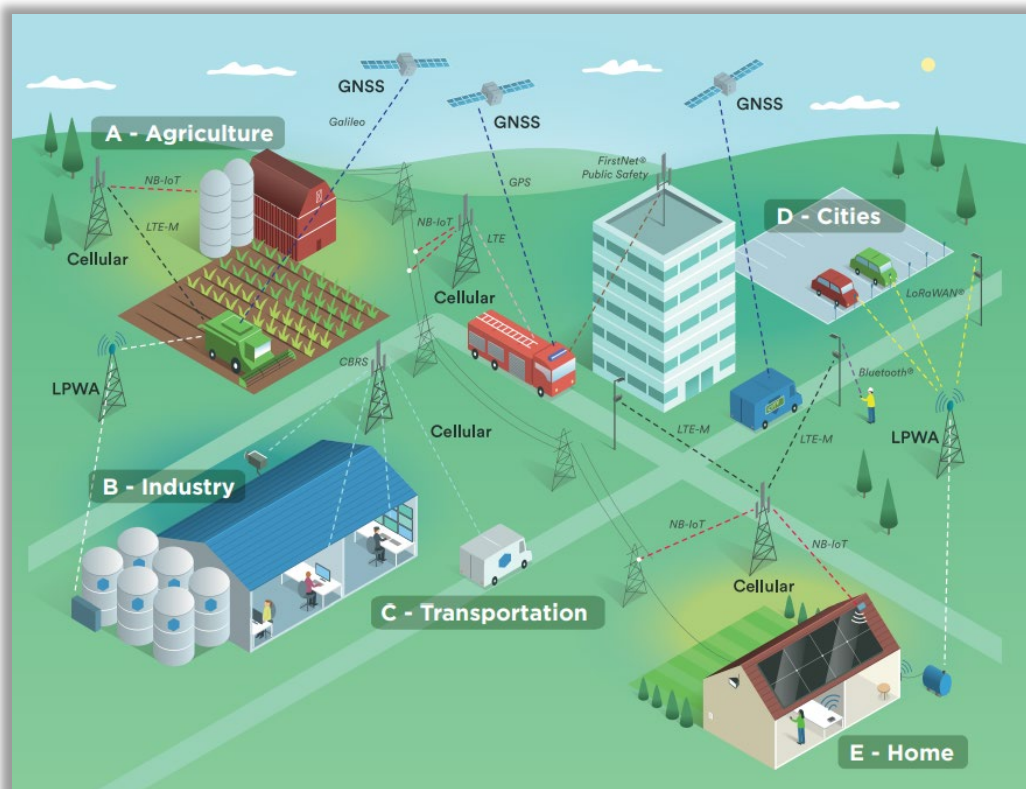 GNSS
GNSS
GNSS
A - Agriculture
Galileo
FirstNet®
Public Safety
NB-IoT
GPS
NB-IoT
LTE
D - Cities
LTE-M
Cellular
Cellular
LoRaWAN®
CBRS
LPWA
Bluetooth®
Cellular
LTE-M
LTE-M
LPWA
B - Industry
NB-IoT
NB-IoT
Cellular
C - Transportation
E - Home